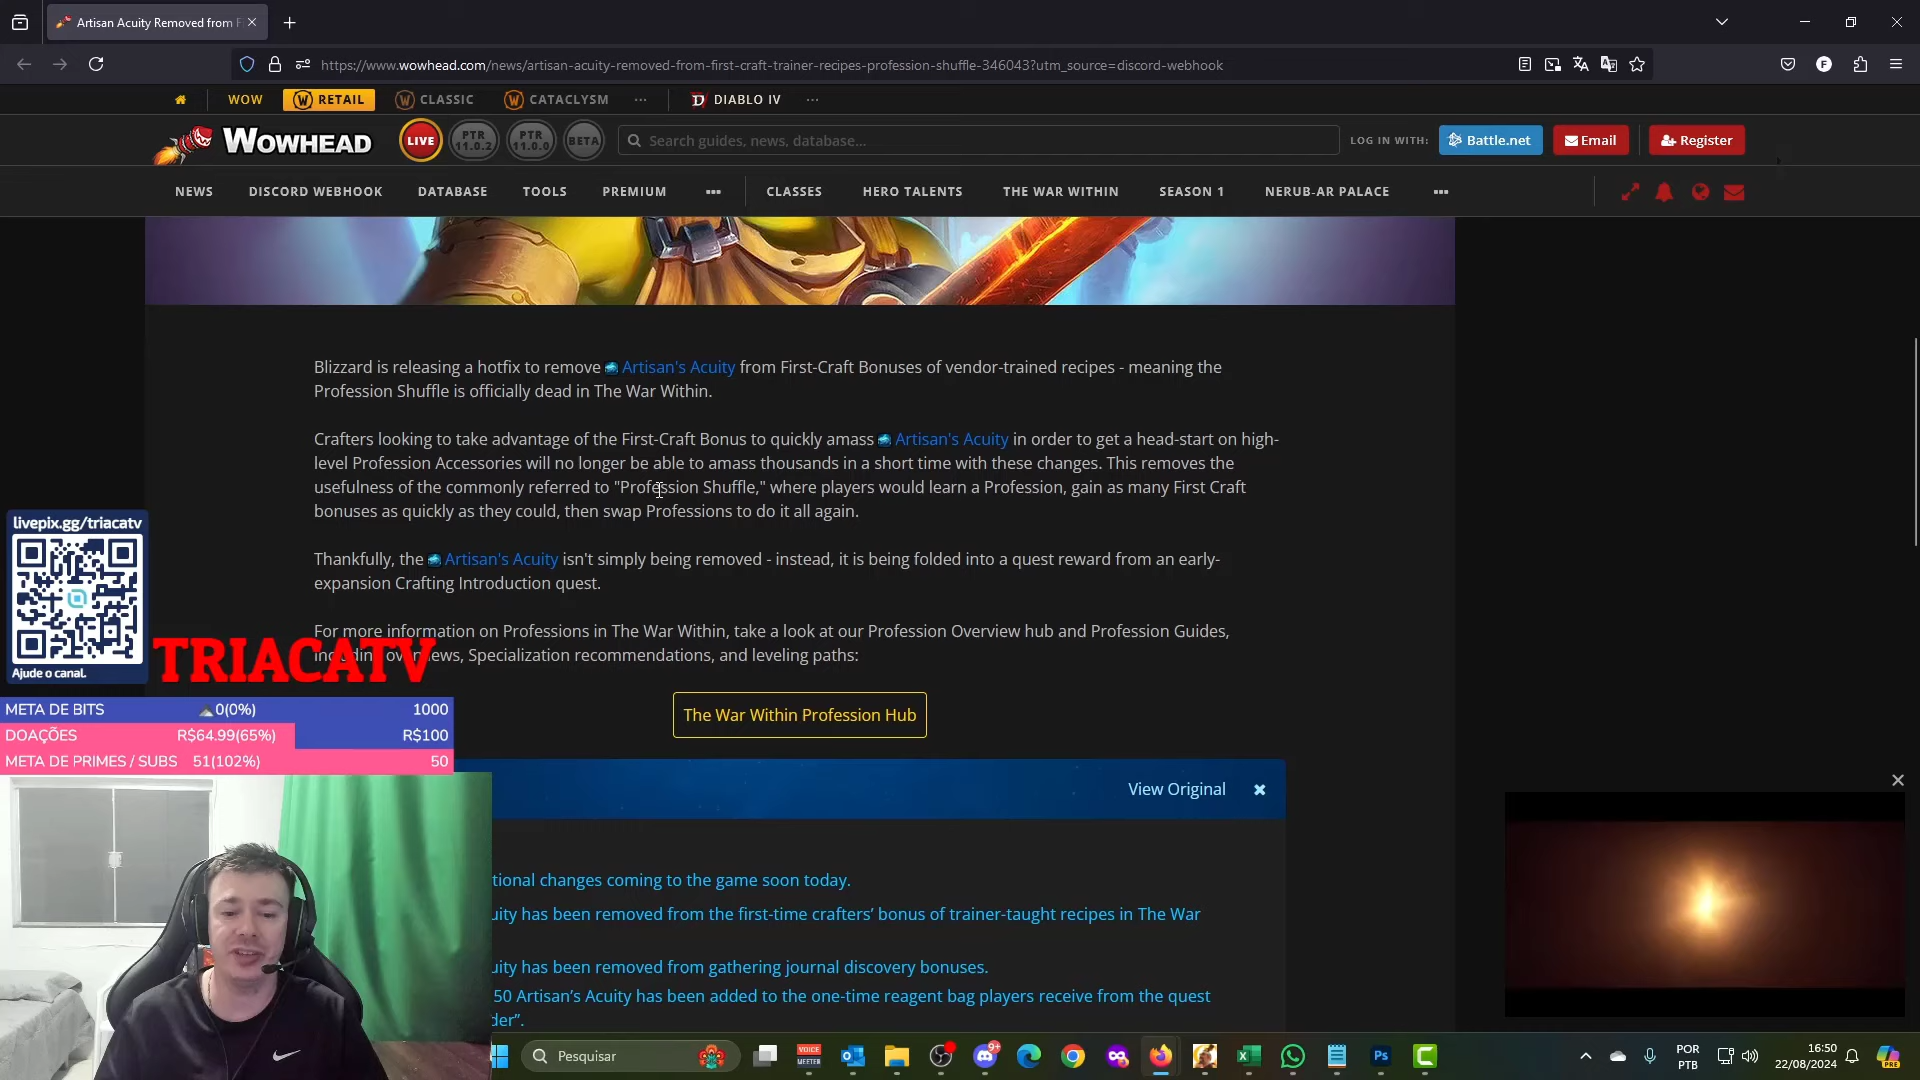 Artisan Acuity Removed from F
https://www.wowhead.com/news/artisan-acuity-removed-from-first-craft-trainer-recipes-profession-shuffle-346043?utm_source=discord-webhook
WOW RETAIL CLASSIC CATACLYSM ... DIABLO IV ...
WOWHEAD LIVE PTR 11.0.2 PTR 11.0.0 BETA Search guides, news, database... LOG IN WITH: Battle.net Email Register
NEWS DISCORD WEBHOOK DATABASE TOOLS PREMIUM ... CLASSES HERO TALENTS THE WAR WITHIN SEASON 1 NERUB-AR PALACE ...
Blizzard is releasing a hotfix to remove Artisan's Acuity from First-Craft Bonuses of vendor-trained recipes - meaning the
Profession Shuffle is officially dead in The War Within.
Crafters looking to take advantage of the First-Craft Bonus to quickly amass Artisan's Acuity in order to get a head-start on high-
level Profession Accessories will no longer be able to amass thousands in a short time with these changes. This removes the
usefulness of the commonly referred to "Profession Shuffle," where players would learn a Profession, gain as many First Craft
bonuses as quickly as they could, then swap Professions to do it all again.
Thankfully, the Artisan's Acuity isn't simply being removed - instead, it is being folded into a quest reward from an early-
expansion Crafting Introduction quest.
For more information on Professions in The War Within, take a look at our Profession Overview hub and Profession Guides,
Specialization recommendations, and leveling paths:
The War Within Profession Hub
View Original
tional changes coming to the game soon today.
uity has been removed from the first-time crafters' bonus of trainer-taught recipes in The War
uity has been removed from gathering journal discovery bonuses.
50 Artisan's Acuity has been added to the one-time reagent bag players receive from the quest
der".
livepix.gg/triacatv
Ajude o canal.
TRIACATV
META DE BITS 0(0%) 1000
DOAÇÕES R$64.99(65%) R$100
META DE PRIMES / SUBS 51(102%) 50
Pesquisar
VOICE MEETER
9+
POR
PTB
16:50
22/08/2024
PRE